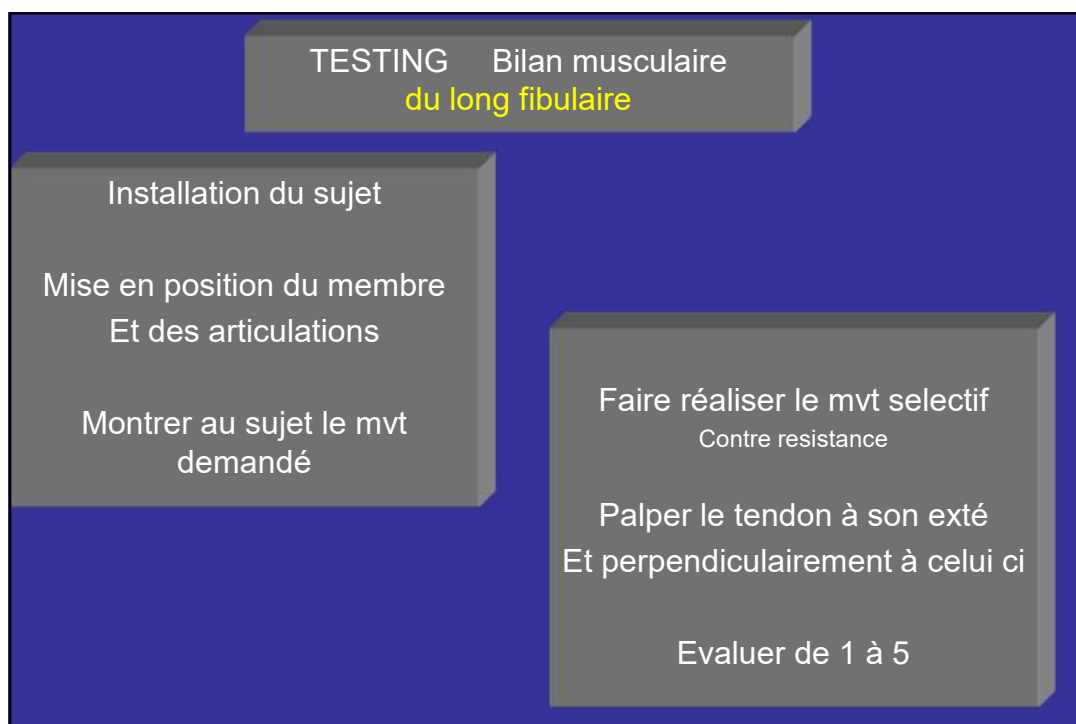 TESTING Bilan musculaire
du long fibulaire
Installation du sujet
Mise en position du membre
Et des articulations
Montrer au sujet le mvt
demandé
Faire réaliser le mvt selectif
Contre resistance
Palper le tendon à son exté
Et perpendiculairement à celui ci
Evaluer de 1 à 5